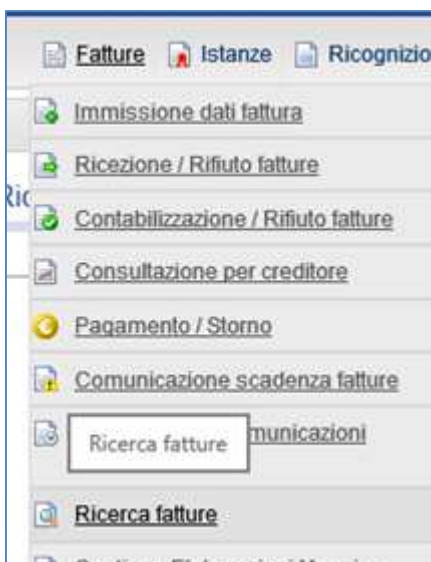 Fatture Istanze Ricognizio
Immissione dati fattura
Ricezione / Rifiuto fatture
Ric
Contabilizzazione / Rifiuto fatture
Consultazione per creditore
Pagamento / Storno
Comunicazione scadenza fatture
municazioni
Ricerca fatture
Ricerca fatture